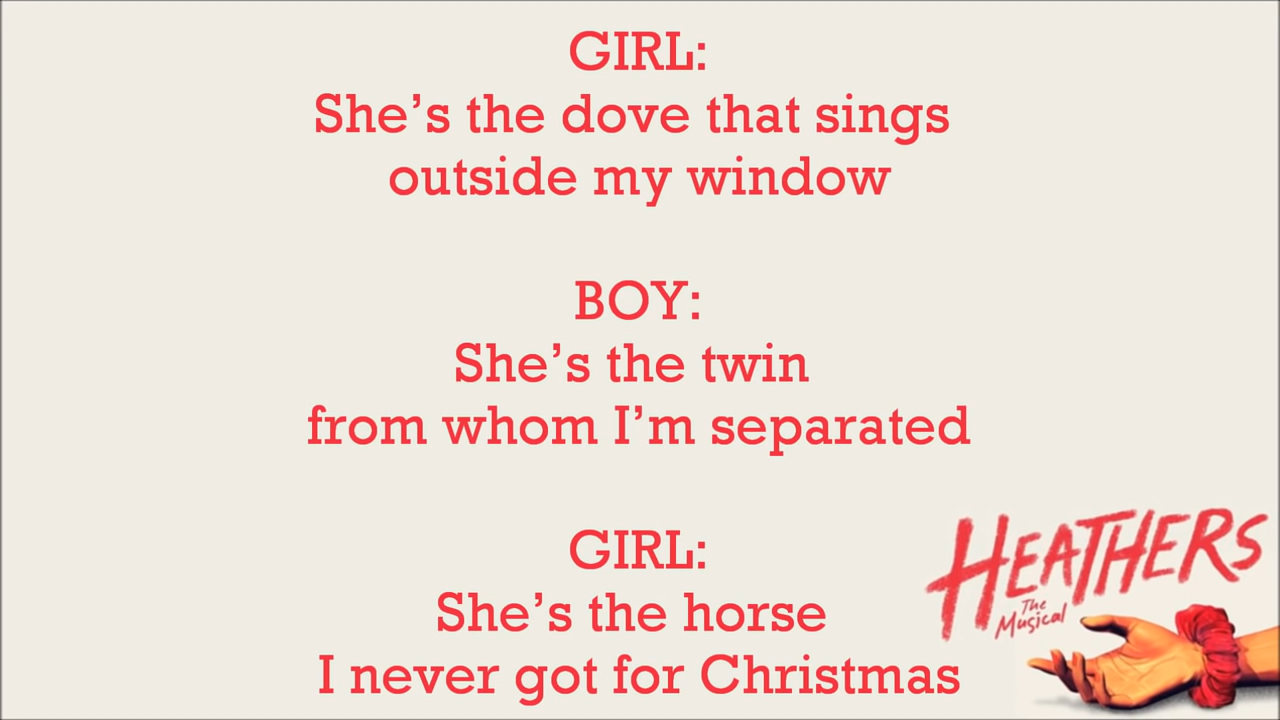 GIRL:
She’s the dove that sings
outside my window
BOY:
She’s the twin
from whom I’m separated
GIRL:
She’s the horse
I never got for Christmas
HEATHERS
The
Musical